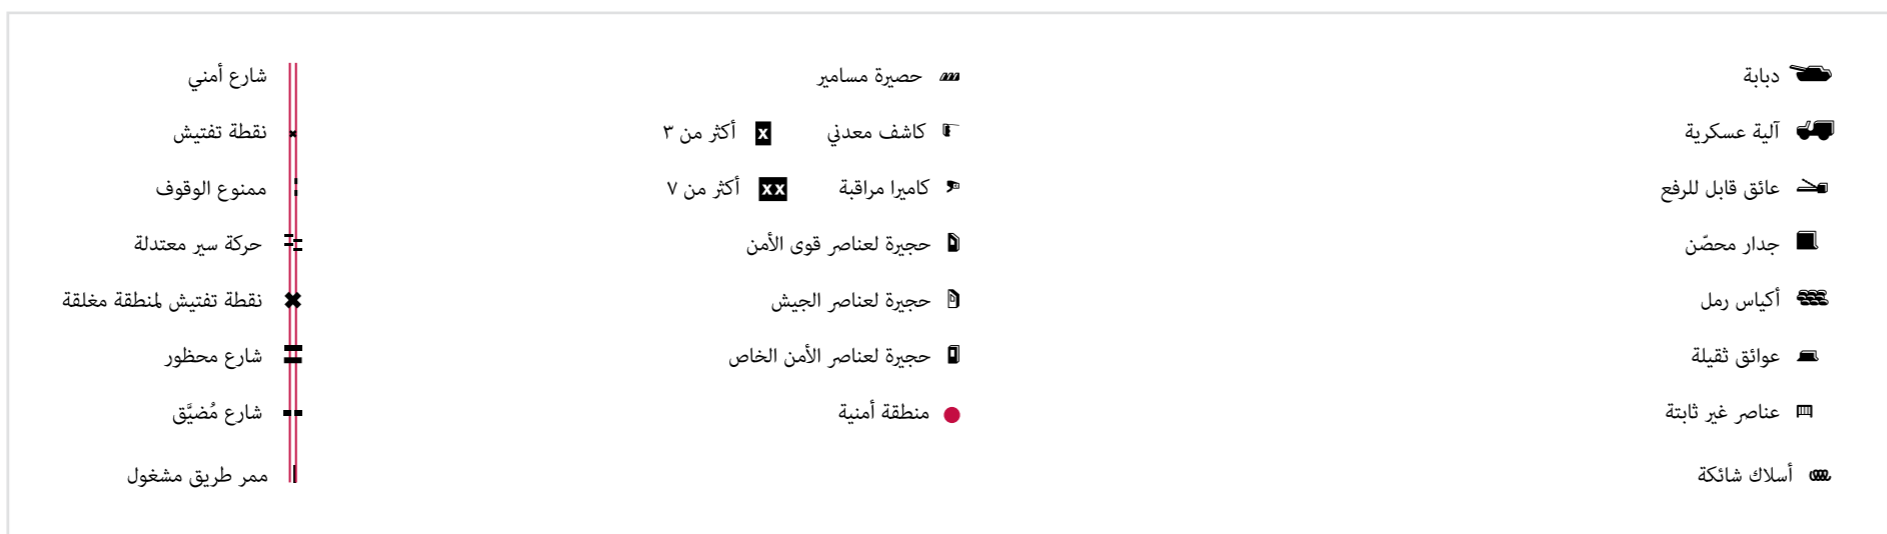 دبابة
آلية عسكرية
عائق قابل للرفع
جدار محصّن
أكياس رمل
عوائق ثقيلة
عناصر غير ثابتة
أسلاك شائكة
حصيرة مسامير
كاشف معدني
x أكثر من ٣
كاميرا مراقبة
xx أكثر من ٧
حجيرة لعناصر قوى الأمن
حجيرة لعناصر الجيش
حجيرة لعناصر الأمن الخاص
منطقة أمنية
شارع أمني
نقطة تفتيش
ممنوع الوقوف
حركة سير معتدلة
نقطة تفتيش لمنطقة مغلقة
شارع محظور
شارع مُضيَّق
ممر طريق مشغول